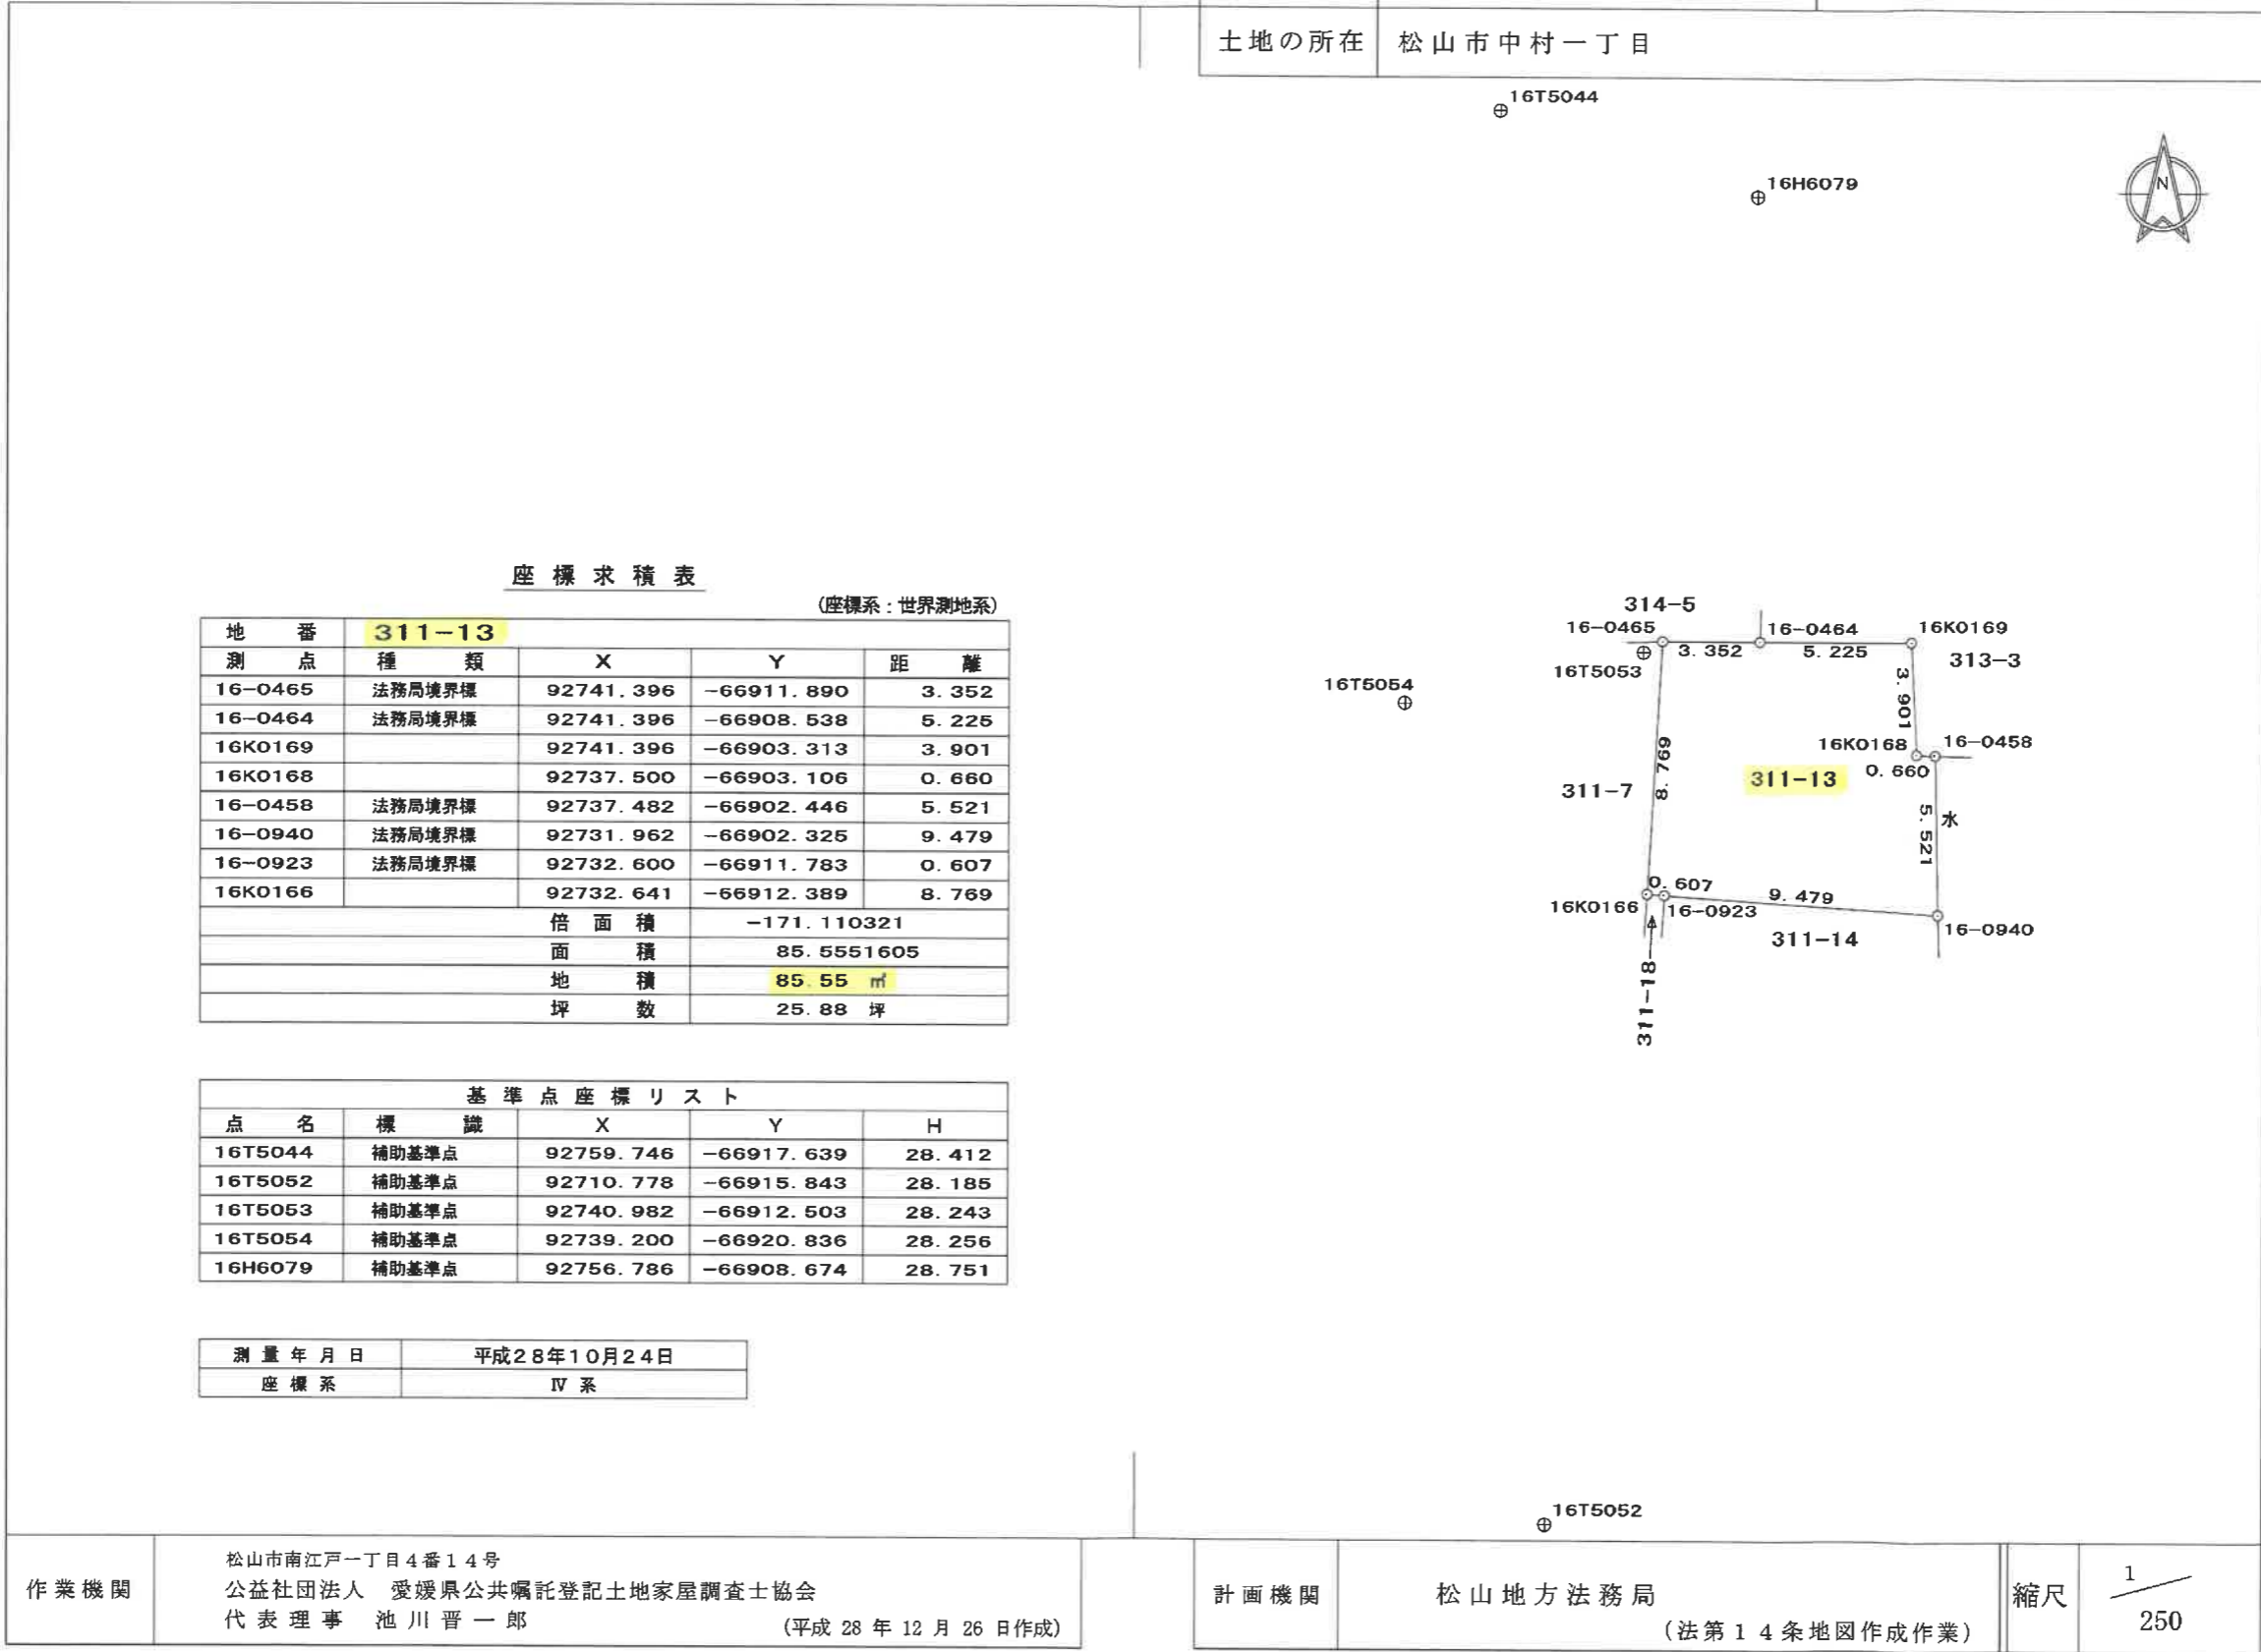 土地の所在 松山市中村一丁目
16T5044
16H6079
N
座標求積表
(座標系:世界測地系)
地番 311-13
測点 種類 X Y 距離
16-0465 法務局境界標 92741.396 -66911.890 3.352
16-0464 法務局境界標 92741.396 -66908.538 5.225
16K0169 92741.396 -66903.313 3.901
16K0168 92737.500 -66903.106 0.660
16-0458 法務局境界標 92737.482 -66902.446 5.521
16-0940 法務局境界標 92731.962 -66902.325 9.479
16-0923 法務局境界標 92732.600 -66911.783 0.607
16K0166 92732.641 -66912.389 8.769
倍面積 -171.110321
面積 85.5551605
地積 85.55 ㎡
坪数 25.88 坪
基準点座標リスト
点名 標識 X Y H
16T5044 補助基準点 92759.746 -66917.639 28.412
16T5052 補助基準点 92710.778 -66915.843 28.185
16T5053 補助基準点 92740.982 -66912.503 28.243
16T5054 補助基準点 92739.200 -66920.836 28.256
16H6079 補助基準点 92756.786 -66908.674 28.751
測量年月日 平成28年10月24日
座標系 Ⅳ系
314-5
16-0465 16-0464 16K0169
3.352 5.225 313-3
16T5053
16T5054
3.901
16K0168 16-0458
0.660
8.769
311-13
311-7
水
5.521
0.607 9.479
16K0166 16-0923
16-0940
311-14
311-18
16T5052
作業機関
松山市南江戸一丁目4番14号
公益社団法人 愛媛県公共嘱託登記土地家屋調査士協会
代表理事 池川晋一郎
(平成 28 年 12 月 26 日作成)
計画機関 松山地方法務局
(法第14条地図作成作業)
縮尺 1/250